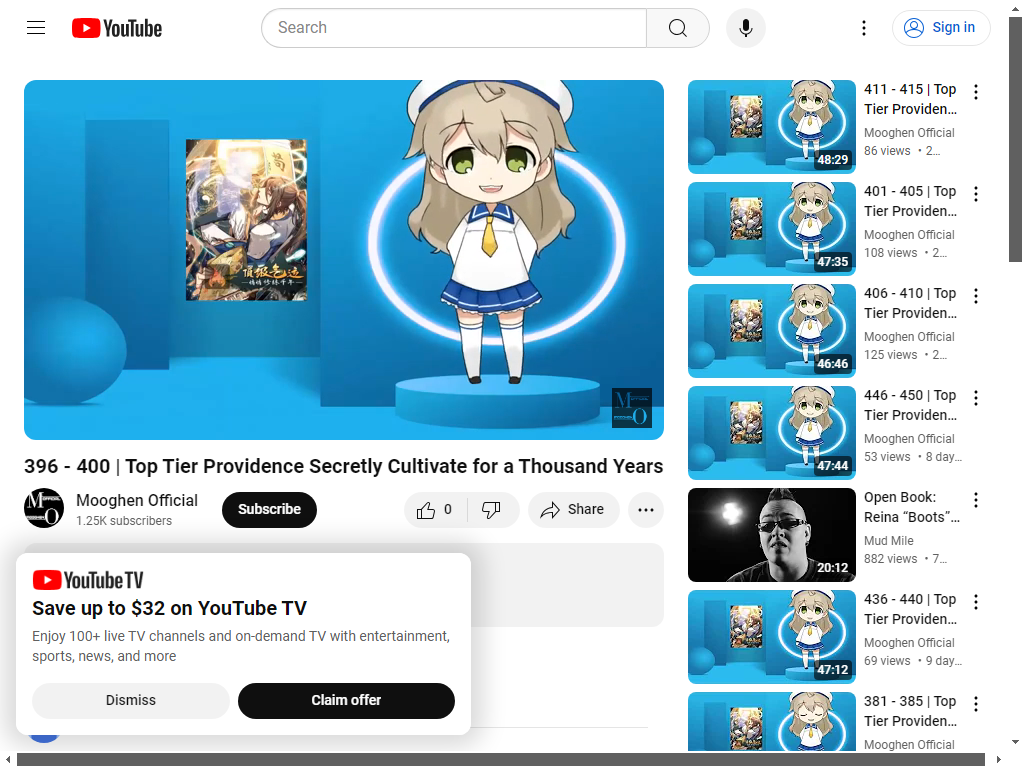 YouTube
Search
Sign in
頂級气运
悄悄修练千年
M OFFICIAL
MOOGHEN O
396 - 400 | Top Tier Providence Secretly Cultivate for a Thousand Years
Mooghen Official
1.25K subscribers
Subscribe
0
Share
YouTube TV
Save up to $32 on YouTube TV
Enjoy 100+ live TV channels and on-demand TV with entertainment,
sports, news, and more
Dismiss
Claim offer
411 - 415 | Top
Tier Providen...
Mooghen Official
86 views • 2...
48:29
401 - 405 | Top
Tier Providen...
Mooghen Official
108 views • 2...
47:35
406 - 410 | Top
Tier Providen...
Mooghen Official
125 views • 2...
46:46
446 - 450 | Top
Tier Providen...
Mooghen Official
53 views • 8 day...
47:44
Open Book:
Reina “Boots”...
Mud Mile
882 views • 7...
20:12
436 - 440 | Top
Tier Providen...
Mooghen Official
69 views • 9 day...
47:12
381 - 385 | Top
Tier Providen...
Mooghen Official